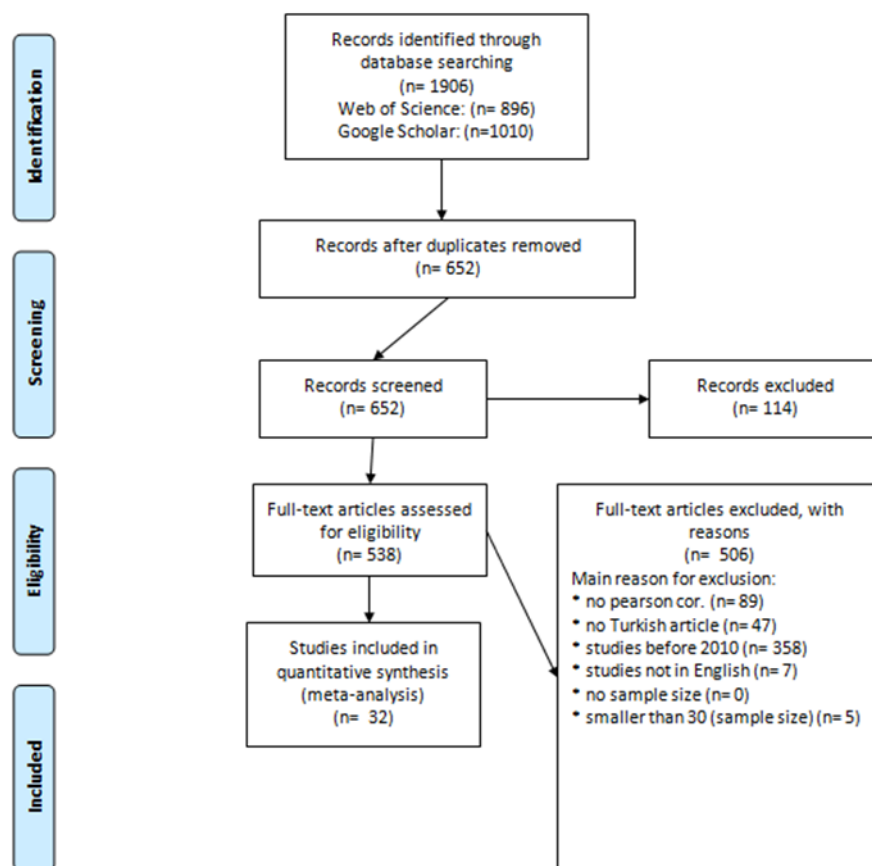 Identification
Records identified through
database searching
(n= 1906)
Web of Science: (n= 896)
Google Scholar: (n=1010)
Records after duplicates removed
(n= 652)
Screening
Records screened
(n= 652)
Records excluded
(n= 114)
Eligibility
Full-text articles assessed
for eligibility
(n= 538)
Full-text articles excluded, with
reasons
(n= 506)
Main reason for exclusion:
* no pearson cor. (n= 89)
* no Turkish article (n= 47)
* studies before 2010 (n= 358)
* studies not in English (n= 7)
* no sample size (n= 0)
* smaller than 30 (sample size) (n= 5)
Studies included in
quantitative synthesis
(meta-analysis)
(n= 32)
Included